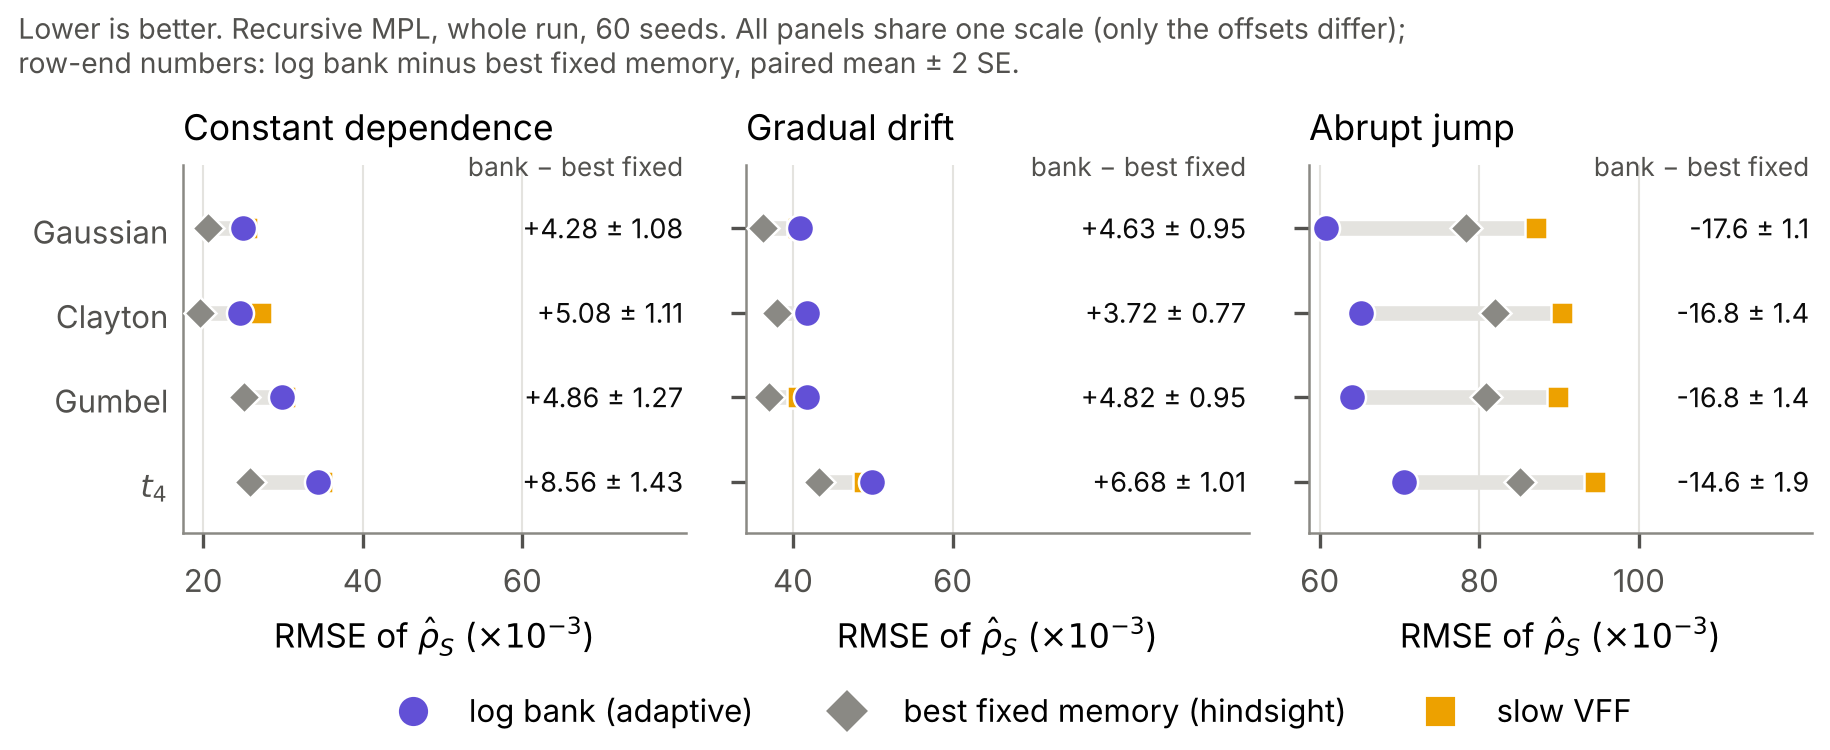 Lower is better. Recursive MPL, whole run, 60 seeds. All panels share one scale (only the offsets differ);
row-end numbers: log bank minus best fixed memory, paired mean ± 2 SE.
Constant dependence
bank − best fixed
Gaussian +4.28 ± 1.08
Clayton +5.08 ± 1.11
Gumbel +4.86 ± 1.27
t₄ +8.56 ± 1.43
20 40 60
RMSE of ρ̂_S (×10⁻³)
Gradual drift
bank − best fixed
+4.63 ± 0.95
+3.72 ± 0.77
+4.82 ± 0.95
+6.68 ± 1.01
40 60
RMSE of ρ̂_S (×10⁻³)
Abrupt jump
bank − best fixed
-17.6 ± 1.1
-16.8 ± 1.4
-16.8 ± 1.4
-14.6 ± 1.9
60 80 100
RMSE of ρ̂_S (×10⁻³)
log bank (adaptive) best fixed memory (hindsight) slow VFF